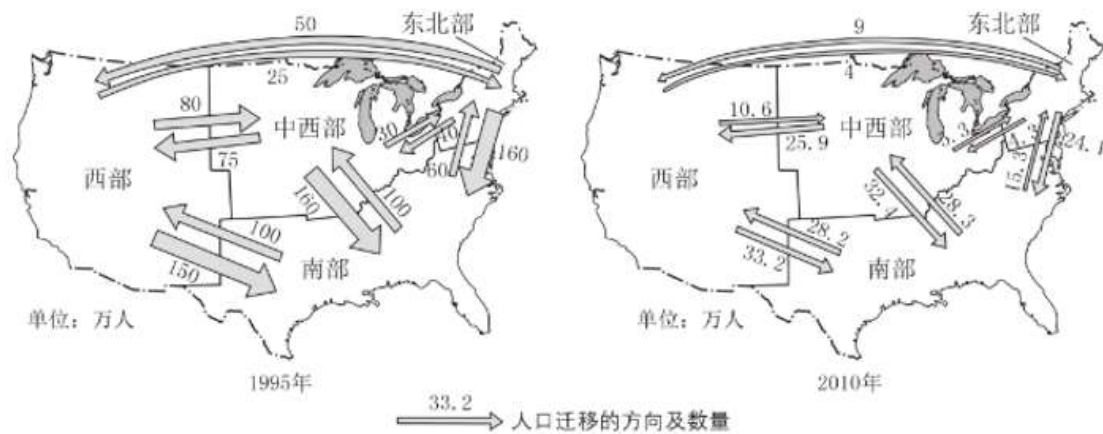 50
东北部
25
80
中西部
30
40
75
60
160
西部
160
100
100
150
南部
单位：万人
1995年
9
东北部
4
10.6
中西部
25.9
24.1
15.3
西部
32.4
28.3
28.2
33.2
南部
单位：万人
2010年
33.2
人口迁移的方向及数量